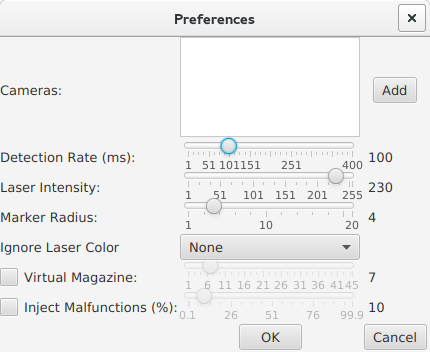 Preferences ×
Cameras: Add
1 51 101151 251 400
Detection Rate (ms): 100
1 51 101 151 201 255
Laser Intensity: 230
1 10 20
Marker Radius: 4
Ignore Laser Color None
1 6 11 16 21 26 31 36 4145
Virtual Magazine: 7
0.1 26 51 76 99.9
Inject Malfunctions (%): 10
OK Cancel